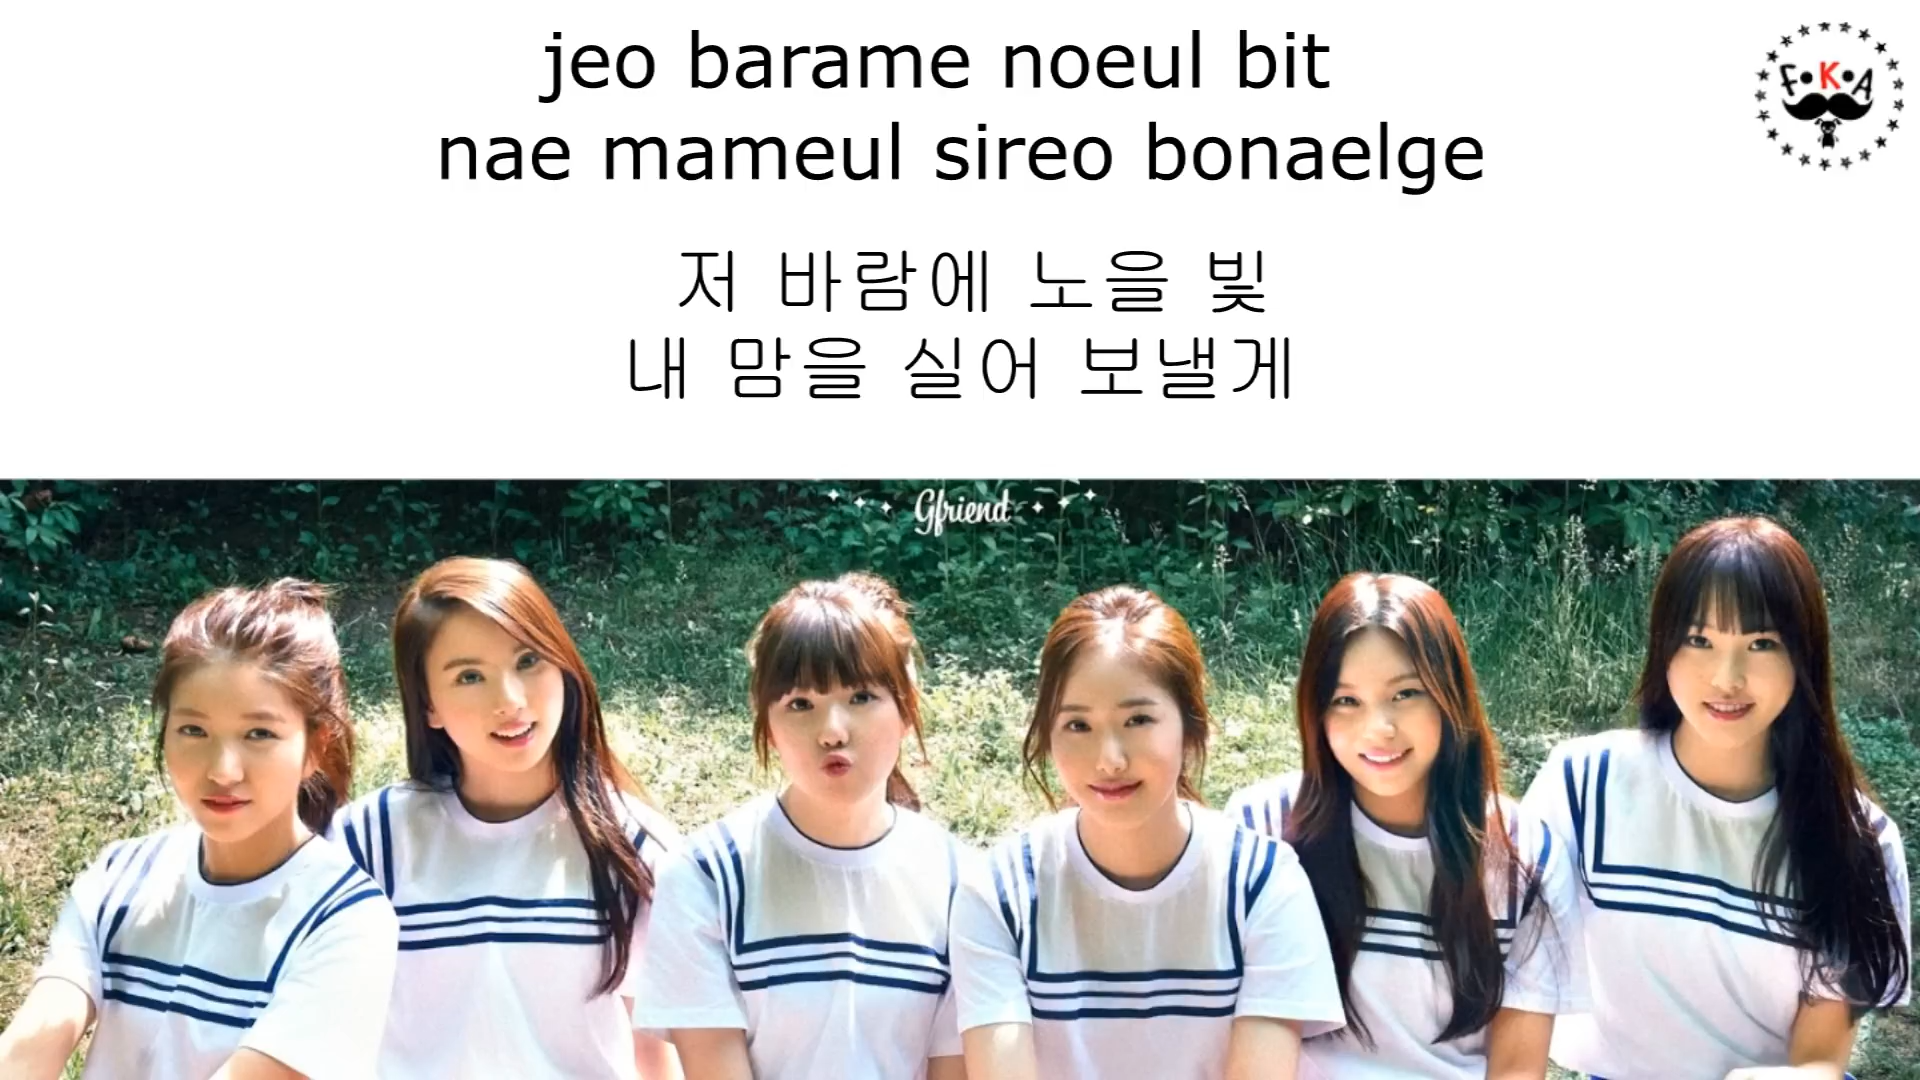 jeo barame noeul bit
nae mameul sireo bonaelge
F.K.A
저 바람에 노을 빛
내 맘을 실어 보낼게
Gfriend